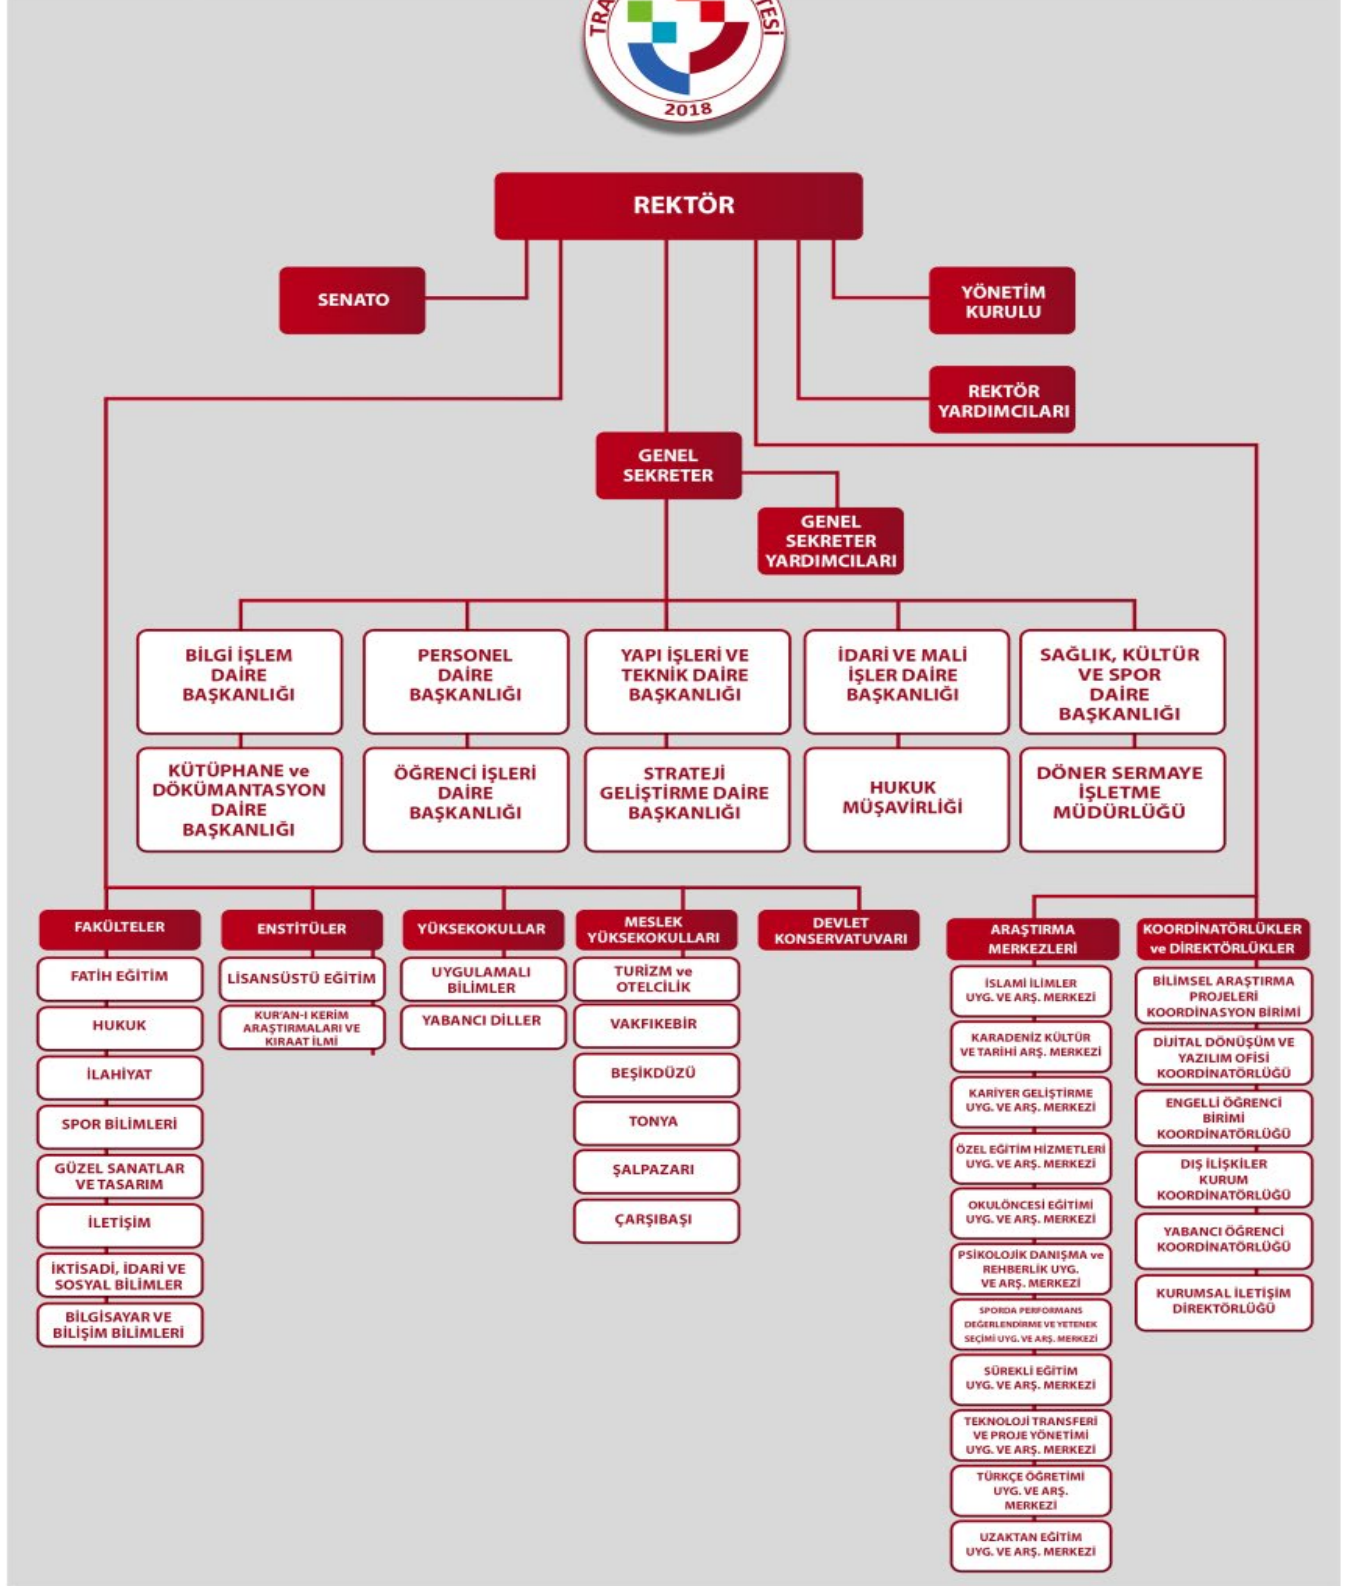 TRA
TESİ
2018
REKTÖR
SENATO
YÖNETİM
KURULU
REKTÖR
YARDIMCILARI
GENEL
SEKRETER
GENEL
SEKRETER
YARDIMCILARI
BİLGİ İŞLEM
DAİRE
BAŞKANLIĞI
PERSONEL
DAİRE
BAŞKANLIĞI
YAPI İŞLERİ VE
TEKNİK DAİRE
BAŞKANLIĞI
İDARİ VE MALİ
İŞLER DAİRE
BAŞKANLIĞI
SAĞLIK, KÜLTÜR
VE SPOR
DAİRE
BAŞKANLIĞI
KÜTÜPHANE ve
DÖKÜMANTASYON
DAİRE
BAŞKANLIĞI
ÖĞRENCİ İŞLERİ
DAİRE
BAŞKANLIĞI
STRATEJİ
GELİŞTİRME DAİRE
BAŞKANLIĞI
HUKUK
MÜŞAVİRLİĞİ
DÖNER SERMAYE
İŞLETME
MÜDÜRLÜĞÜ
FAKÜLTELER
FATİH EĞİTİM
HUKUK
İLAHİYAT
SPOR BİLİMLERİ
GÜZEL SANATLAR
VE TASARIM
İLETİŞİM
İKTİSADİ, İDARİ VE
SOSYAL BİLİMLER
BİLGİSAYAR VE
BİLİŞİM BİLİMLERİ
ENSTİTÜLER
LİSANSÜSTÜ EĞİTİM
KUR'AN-I KERİM
ARAŞTIRMALARI VE
KIRAAT İLMİ
YÜKSEKOKULLAR
UYGULAMALI
BİLİMLER
YABANCI DİLLER
MESLEK
YÜKSEKOKULLARI
TURİZM ve
OTELCİLİK
VAKFIKEBİR
BEŞİKDÜZÜ
TONYA
ŞALPAZARI
ÇARŞIBAŞI
DEVLET
KONSERVATUVARI
ARAŞTIRMA
MERKEZLERİ
İSLAMİ İLİMLER
UYG. VE ARŞ. MERKEZİ
KARADENİZ KÜLTÜR
VE TARİHİ ARŞ. MERKEZİ
KARİYER GELİŞTİRME
UYG. VE ARŞ. MERKEZİ
ÖZEL EĞİTİM HİZMETLERİ
UYG. VE ARŞ. MERKEZİ
OKULÖNCESİ EĞİTİMİ
UYG. VE ARŞ. MERKEZİ
PSİKOLOJİK DANIŞMA ve
REHBERLİK UYG.
VE ARŞ. MERKEZİ
SPORDA PERFORMANS
DEĞERLENDİRME VE YETENEK
SEÇİMİ UYG. VE ARŞ. MERKEZİ
SÜREKLİ EĞİTİM
UYG. VE ARŞ. MERKEZİ
TEKNOLOJİ TRANSFERİ
VE PROJE YÖNETİMİ
UYG. VE ARŞ. MERKEZİ
TÜRKÇE ÖĞRETİMİ
UYG. VE ARŞ.
MERKEZİ
UZAKTAN EĞİTİM
UYG. VE ARŞ. MERKEZİ
KOORDİNATÖRLÜKLER
ve DİREKTÖRLÜKLER
BİLİMSEL ARAŞTIRMA
PROJELERİ
KOORDİNASYON BİRİMİ
DİJİTAL DÖNÜŞÜM VE
YAZILIM OFİSİ
KOORDİNATÖRLÜĞÜ
ENGELLİ ÖĞRENCİ
BİRİMİ
KOORDİNATÖRLÜĞÜ
DIŞ İLİŞKİLER
KURUM
KOORDİNATÖRLÜĞÜ
YABANCI ÖĞRENCİ
KOORDİNATÖRLÜĞÜ
KURUMSAL İLETİŞİM
DİREKTÖRLÜĞÜ